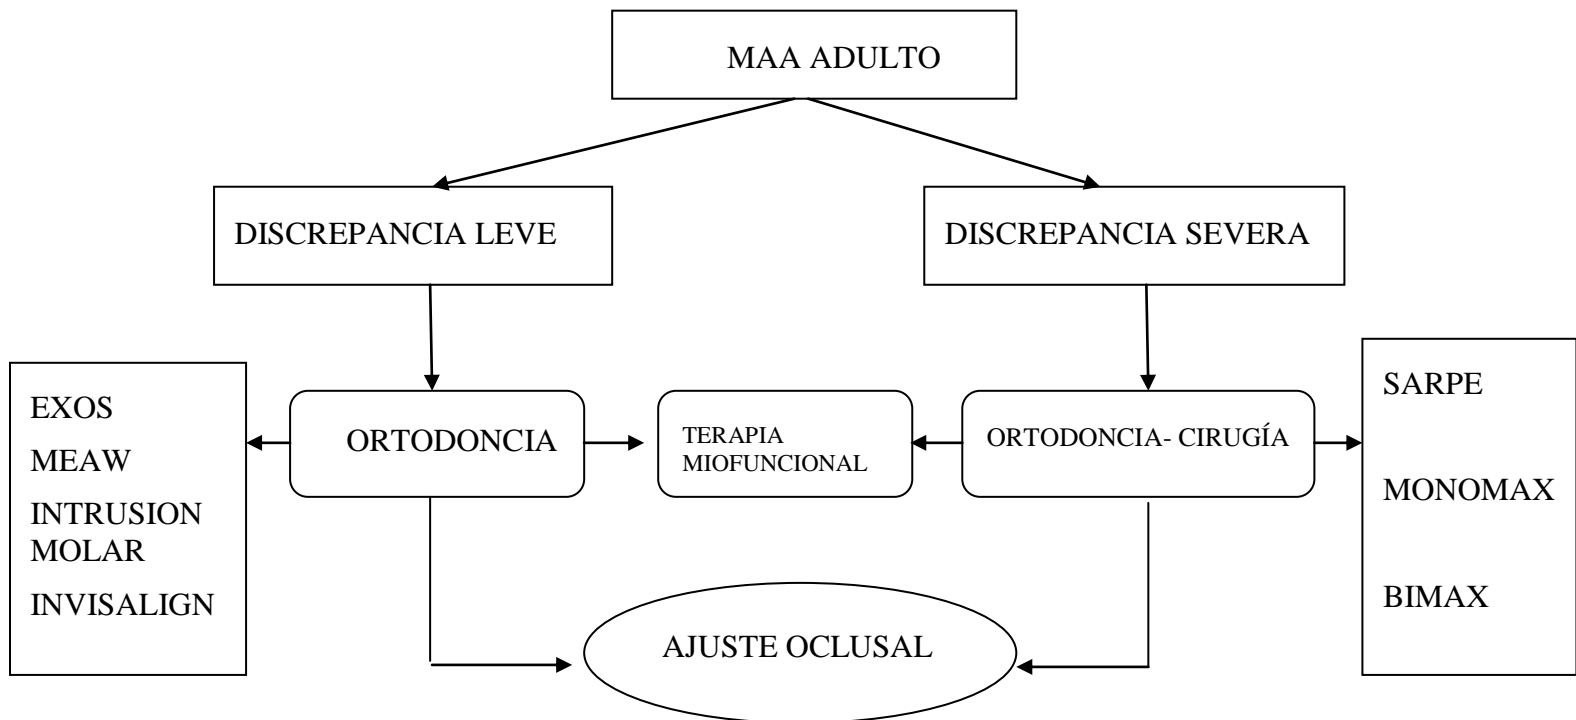 MAA ADULTO
DISCREPANCIA LEVE
DISCREPANCIA SEVERA
EXOS
MEAW
INTRUSION
MOLAR
INVISALIGN
ORTODONCIA
TERAPIA
MIOFUNCIONAL
ORTODONCIA- CIRUGÍA
SARPE
MONOMAX
BIMAX
AJUSTE OCLUSAL